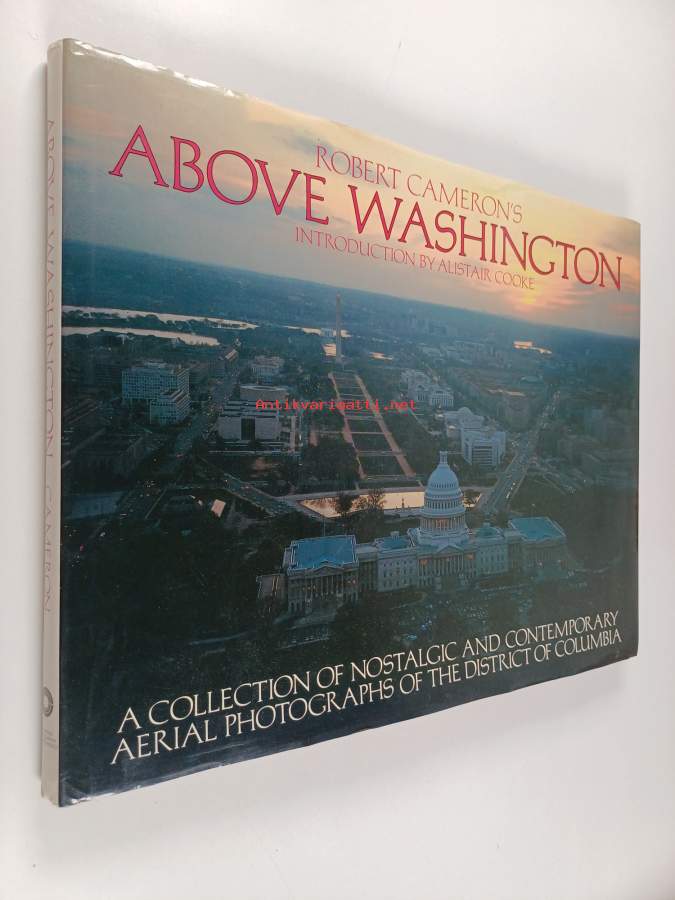 ROBERT CAMERON'S
ABOVE WASHINGTON
INTRODUCTION BY ALISTAIR COOKE
Antikvariaatti.net
A COLLECTION OF NOSTALGIC AND CONTEMPORARY
AERIAL PHOTOGRAPHS OF THE DISTRICT OF COLUMBIA
ABOVE WASHINGTON CAMERON